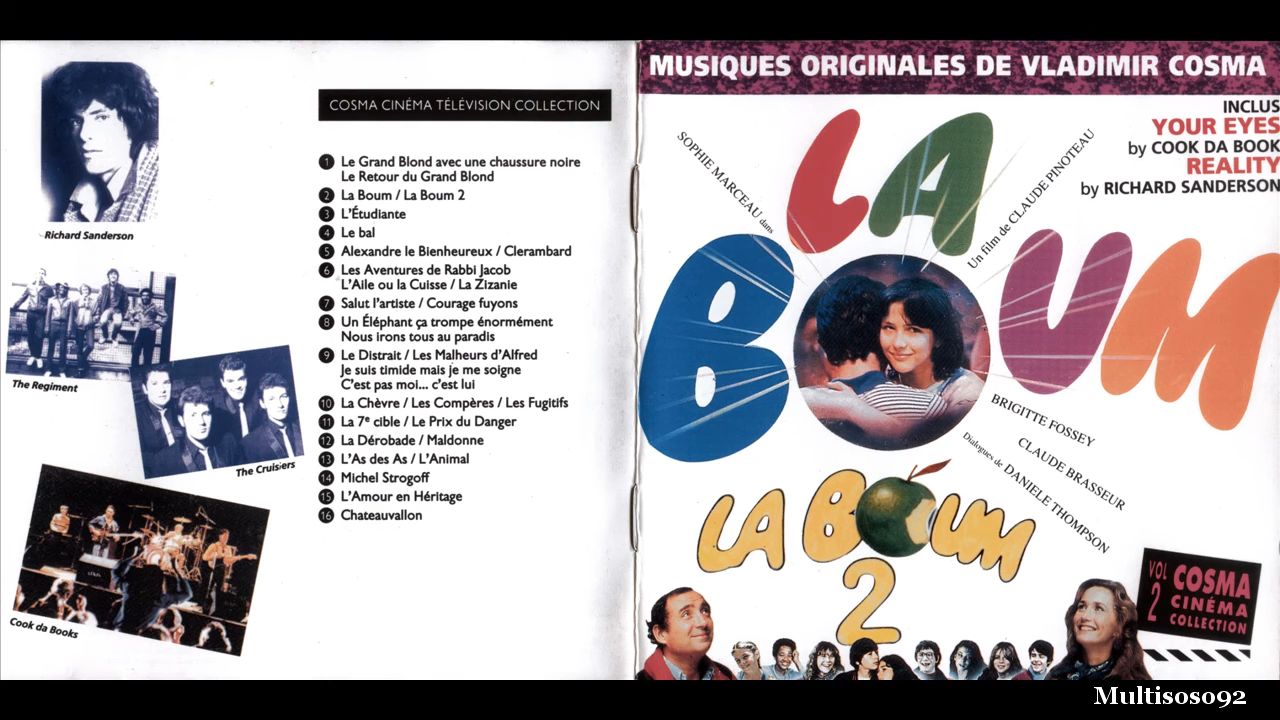 Richard Sanderson
The Regiment
The Cruisiers
Cook da Books
COSMA CINÉMA TÉLÉVISION COLLECTION
1 Le Grand Blond avec une chaussure noire
Le Retour du Grand Blond
2 La Boum / La Boum 2
3 L'Étudiante
4 Le bal
5 Alexandre le Bienheureux / Clerambard
6 Les Aventures de Rabbi Jacob
L'Aile ou la Cuisse / La Zizanie
7 Salut l'artiste / Courage fuyons
8 Un Éléphant ça trompe énormément
Nous irons tous au paradis
9 Le Distrait / Les Malheurs d'Alfred
Je suis timide mais je me soigne
C'est pas moi... c'est lui
10 La Chèvre / Les Compères / Les Fugitifs
11 La 7e cible / Le Prix du Danger
12 La Dérobade / Maldonne
13 L'As des As / L'Animal
14 Michel Strogoff
15 L'Amour en Héritage
16 Chateauvallon
MUSIQUES ORIGINALES DE VLADIMIR COSMA
INCLUS
YOUR EYES
by COOK DA BOOK
REALITY
by RICHARD SANDERSON
SOPHIE MARCEAU dans
Un film de CLAUDE PINOTEAU
LA
BOUM
BRIGITTE FOSSEY
CLAUDE BRASSEUR
Dialogues de DANIELE THOMPSON
LA BOUM
2
VOL 2
COSMA
CINÉMA
COLLECTION
Multisoso92